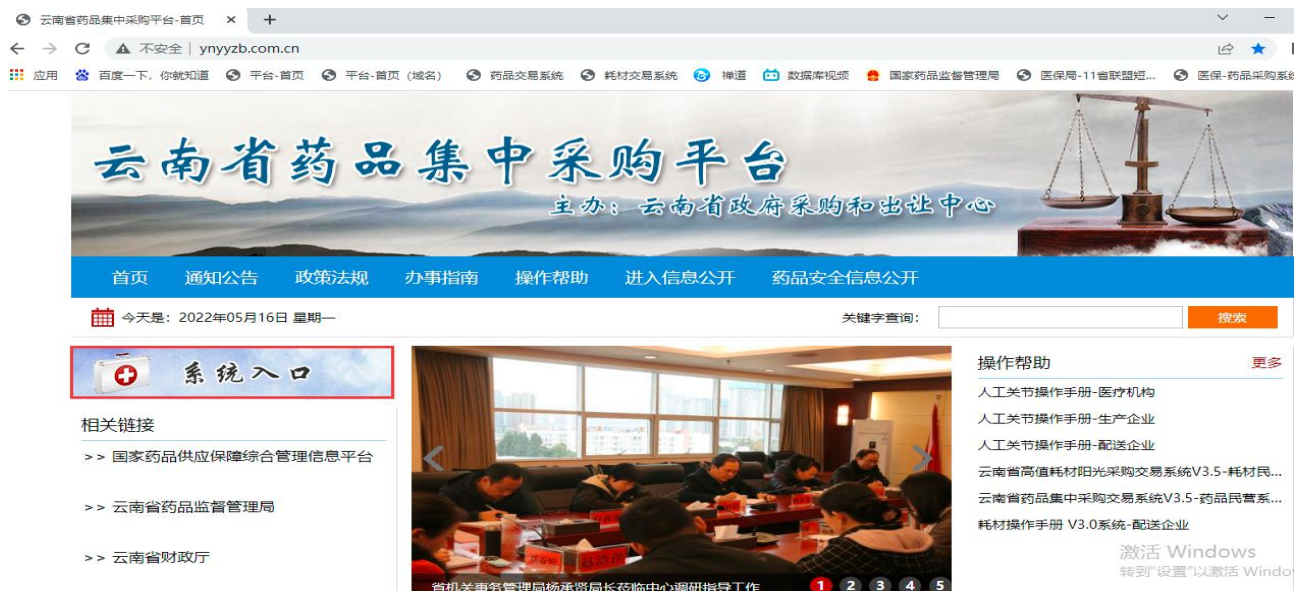 云南省药品集中采购平台-首页
不安全 ynyyzb.com.cn
应用 百度一下，你就知道 平台-首页 平台-首页（域名） 药品交易系统 耗材交易系统 禅道 数据库视频 国家药品监督管理局 医保局-11省联盟短... 医保-药品采购系统
云南省药品集中采购平台
主办：云南省政府采购和出让中心
首页 通知公告 政策法规 办事指南 操作帮助 进入信息公开 药品安全信息公开
今天是：2022年05月16日 星期一 关键字查询： 搜索
系统入口
相关链接
>> 国家药品供应保障综合管理信息平台
>> 云南省药品监督管理局
>> 云南省财政厅
省机关事务管理局杨承贤局长莅临中心调研指导工作 1 2 3 4 5
操作帮助 更多
人工关节操作手册-医疗机构
人工关节操作手册-生产企业
人工关节操作手册-配送企业
云南省高值耗材阳光采购交易系统V3.5-耗材民...
云南省药品集中采购交易系统V3.5-药品民营系...
耗材操作手册 V3.0系统-配送企业
激活 Windows
转到"设置"以激活 Window